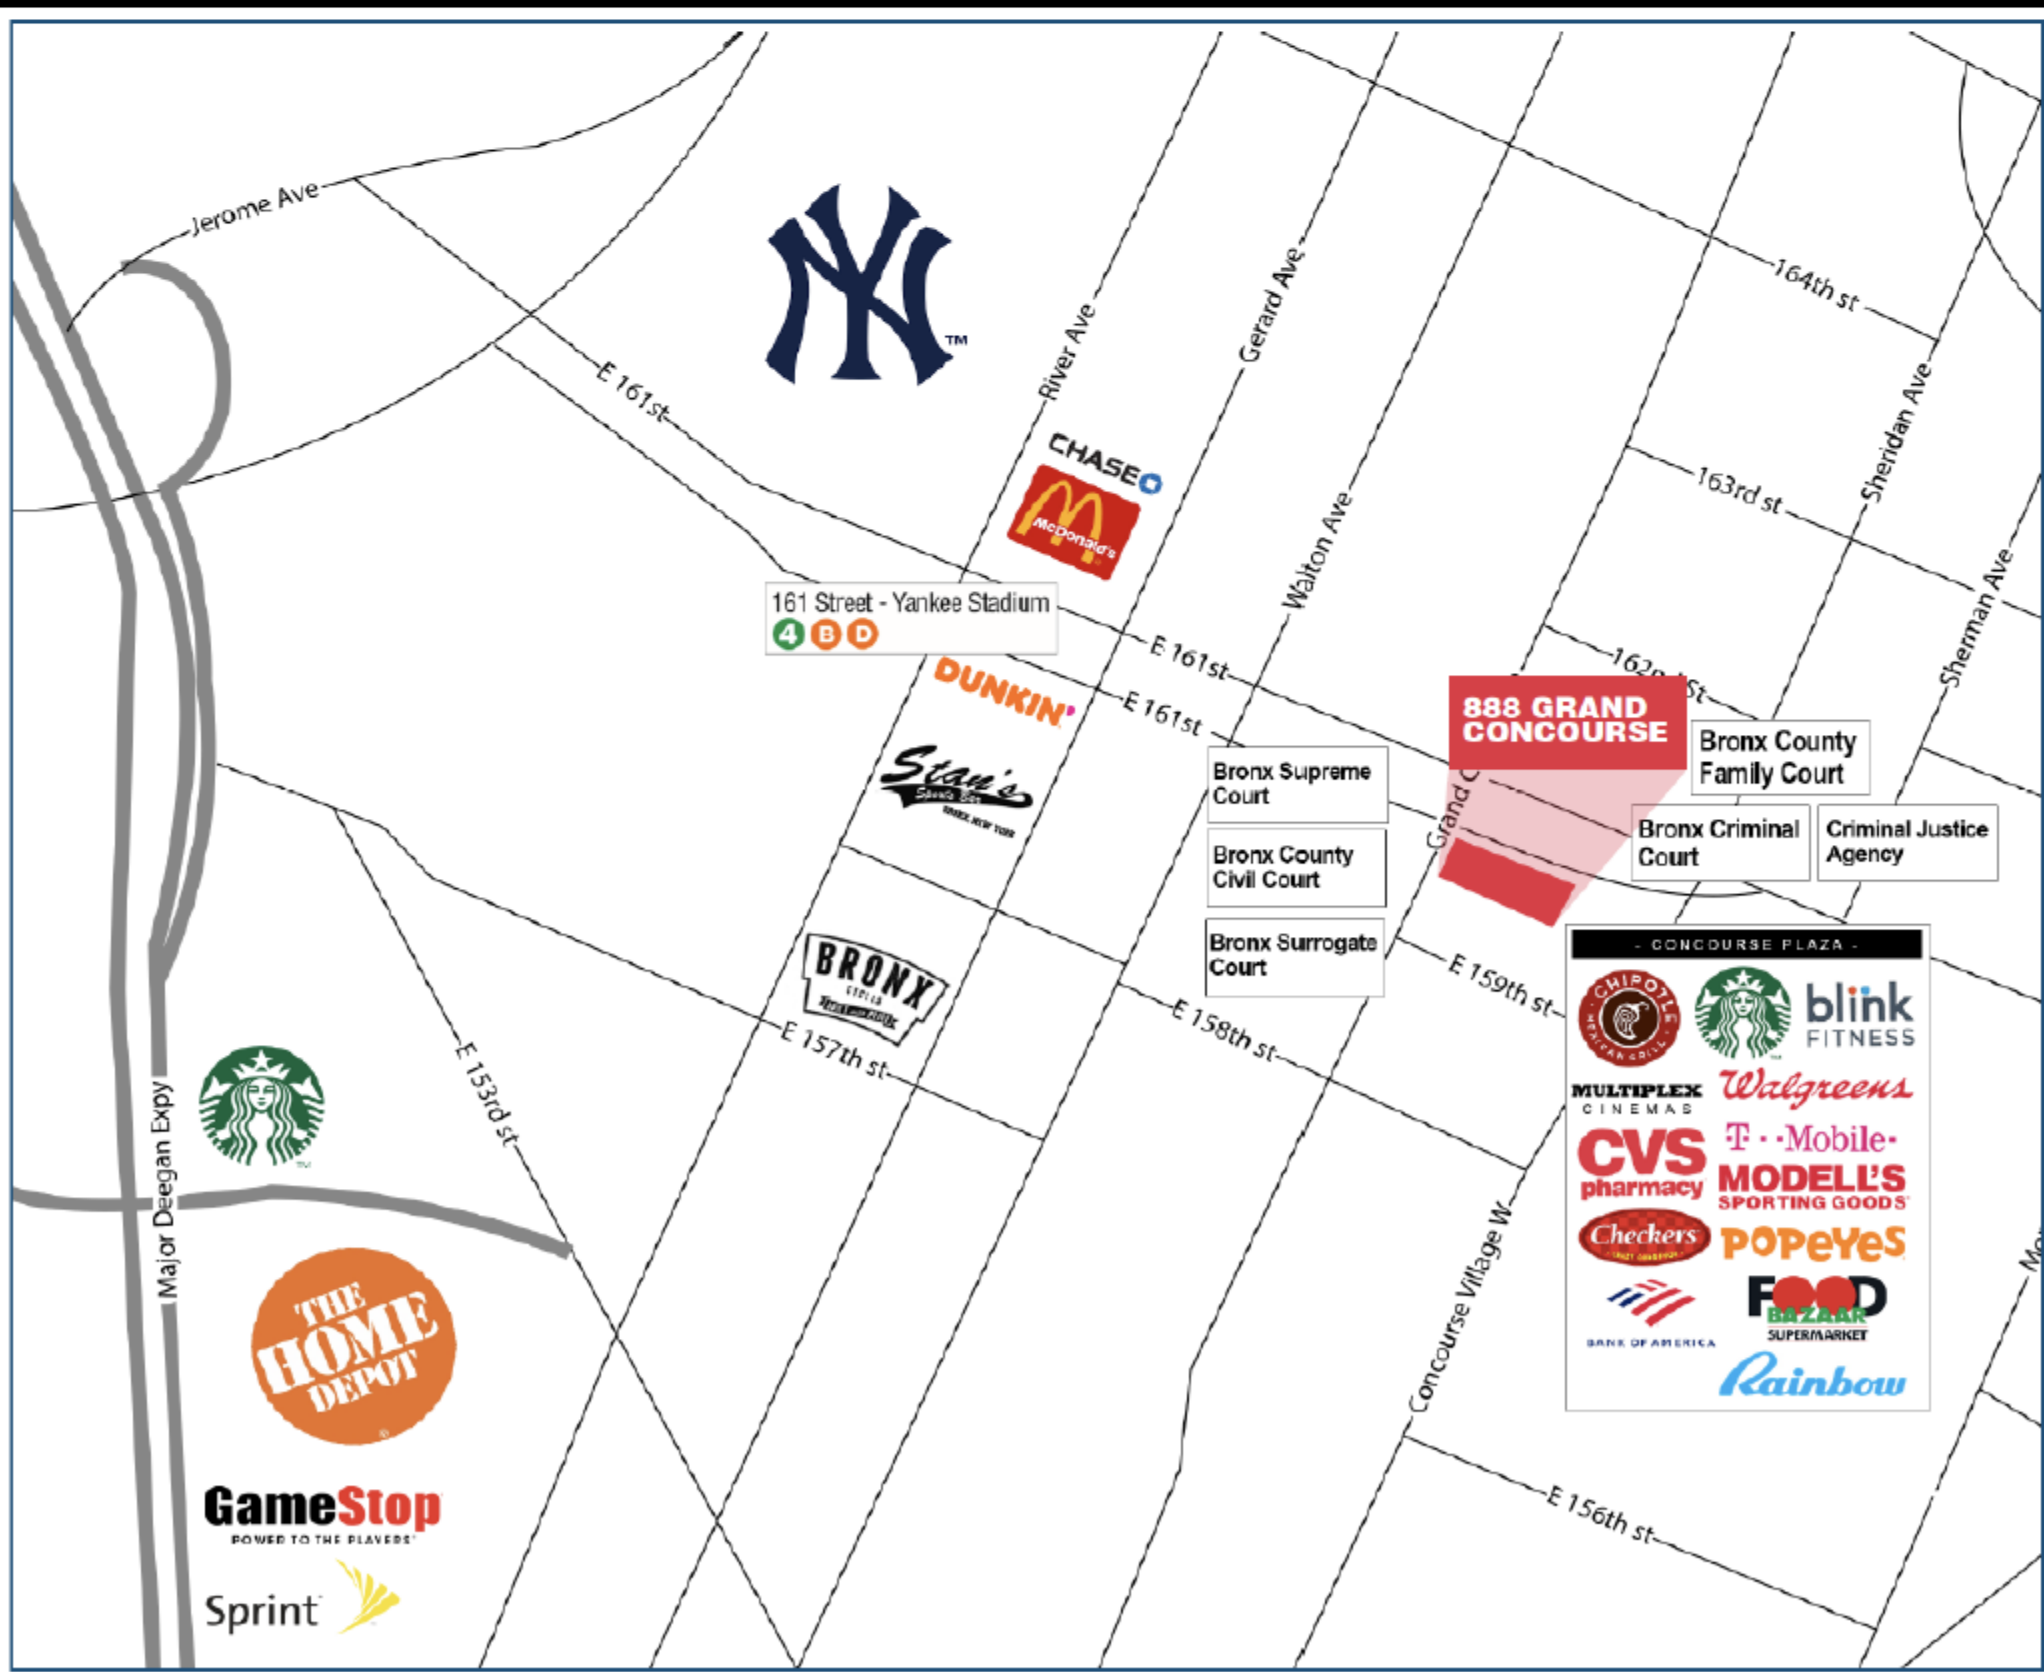 Jerome Ave
E 161st
NY
TM
River Ave
Gerard Ave
164th st
CHASE
McDonald's
Sheridan Ave
163rd st
Walton Ave
Sherman Ave
161 Street - Yankee Stadium
4 B D
E 161st
E 161st
DUNKIN'
Stan's
Sports Bar
888 GRAND
CONCOURSE
Bronx County
Family Court
Bronx Supreme
Court
Grand
Bronx Criminal
Court
Criminal Justice
Agency
Bronx County
Civil Court
Bronx Surrogate
Court
BRONX
E 157th st
E 158th st
E 159th st
E 153rd st
Major Deegan Expy
- CONCOURSE PLAZA -
CHIPOTLE
MEXICAN GRILL
blink
FITNESS
MULTIPLEX
CINEMAS
Walgreens
CVS
pharmacy
T-Mobile
MODELL'S
SPORTING GOODS
Checkers
POPEYES
BANK OF AMERICA
FOOD
BAZAAR
SUPERMARKET
Rainbow
THE
HOME
DEPOT
GameStop
POWER TO THE PLAYERS
Sprint
Concourse Village W
E 156th st